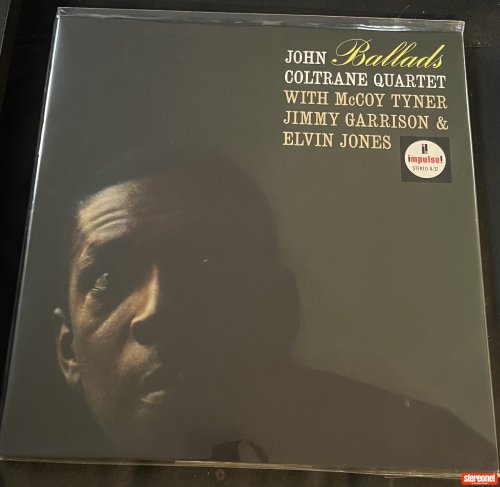 JOHN Ballads
COLTRANE QUARTET
WITH McCOY TYNER
JIMMY GARRISON &
ELVIN JONES
i!
impulse!
STEREO A-32
stereonet